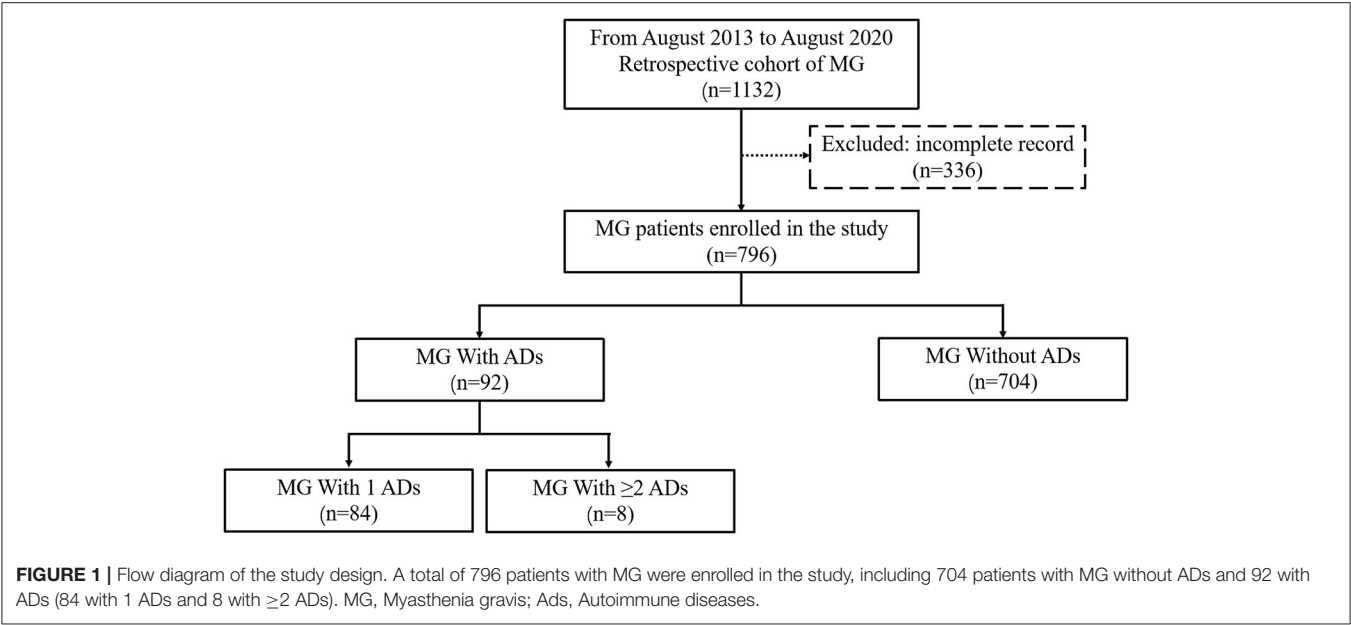 From August 2013 to August 2020
Retrospective cohort of MG
(n=1132)
Excluded: incomplete record
(n=336)
MG patients enrolled in the study
(n=796)
MG With ADs
(n=92)
MG Without ADs
(n=704)
MG With 1 ADs
(n=84)
MG With ≥2 ADs
(n=8)
FIGURE 1 | Flow diagram of the study design. A total of 796 patients with MG were enrolled in the study, including 704 patients with MG without ADs and 92 with
ADs (84 with 1 ADs and 8 with ≥2 ADs). MG, Myasthenia gravis; Ads, Autoimmune diseases.